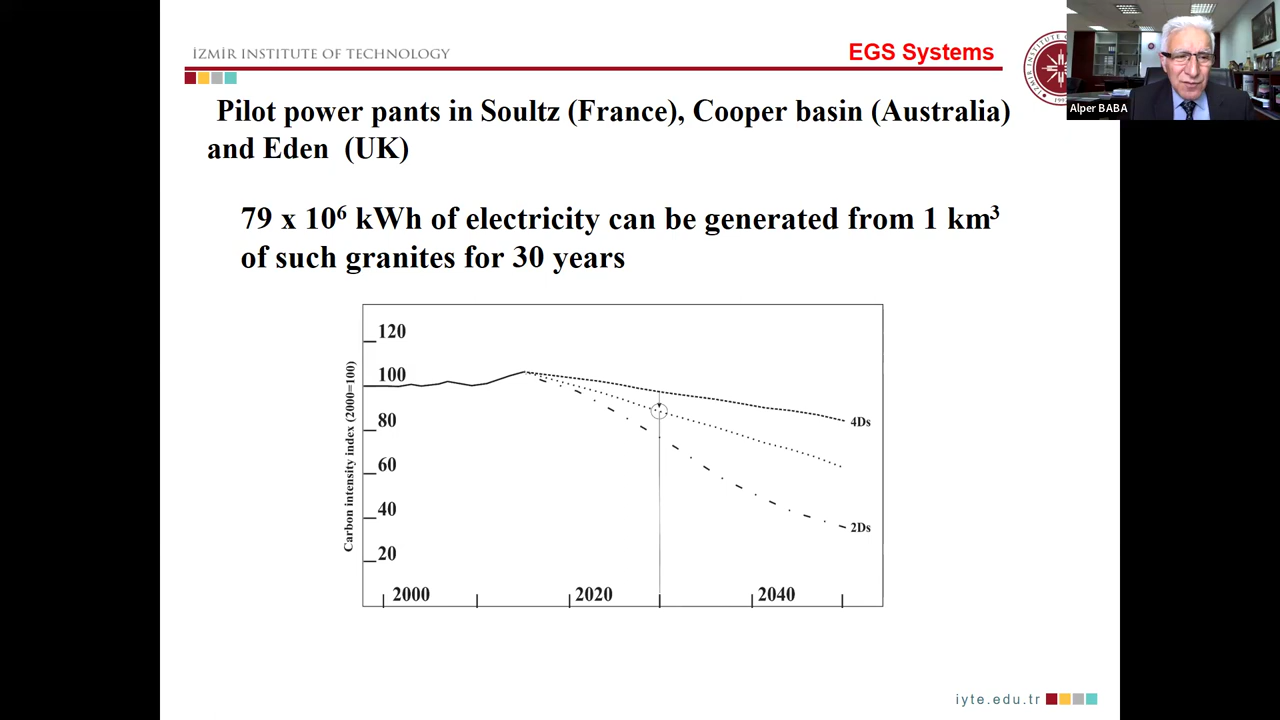 İZMİR INSTITUTE OF TECHNOLOGY
EGS Systems
Alper BABA
Pilot power pants in Soultz (France), Cooper basin (Australia)
and Eden (UK)
79 x 10⁶ kWh of electricity can be generated from 1 km³
of such granites for 30 years
Carbon intensity index (2000=100)
120
100
80
60
40
20
4Ds
2Ds
2000
2020
2040
iyte.edu.tr